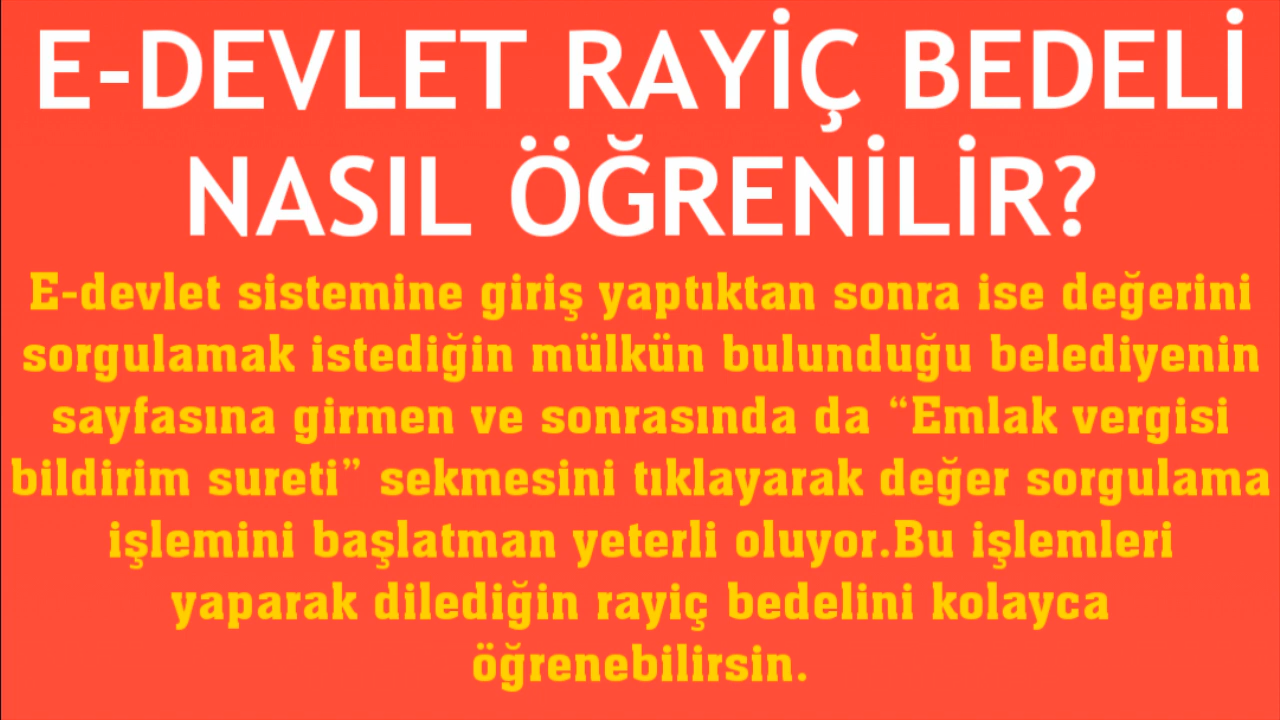 E-DEVLET RAYİÇ BEDELİ
NASIL ÖĞRENİLİR?
E-devlet sistemine giriş yaptıktan sonra ise değerini
sorgulamak istediğin mülkün bulunduğu belediyenin
sayfasına girmen ve sonrasında da “Emlak vergisi
bildirim sureti” sekmesini tıklayarak değer sorgulama
işlemini başlatman yeterli oluyor.Bu işlemleri
yaparak dilediğin rayiç bedelini kolayca
öğrenebilirsin.